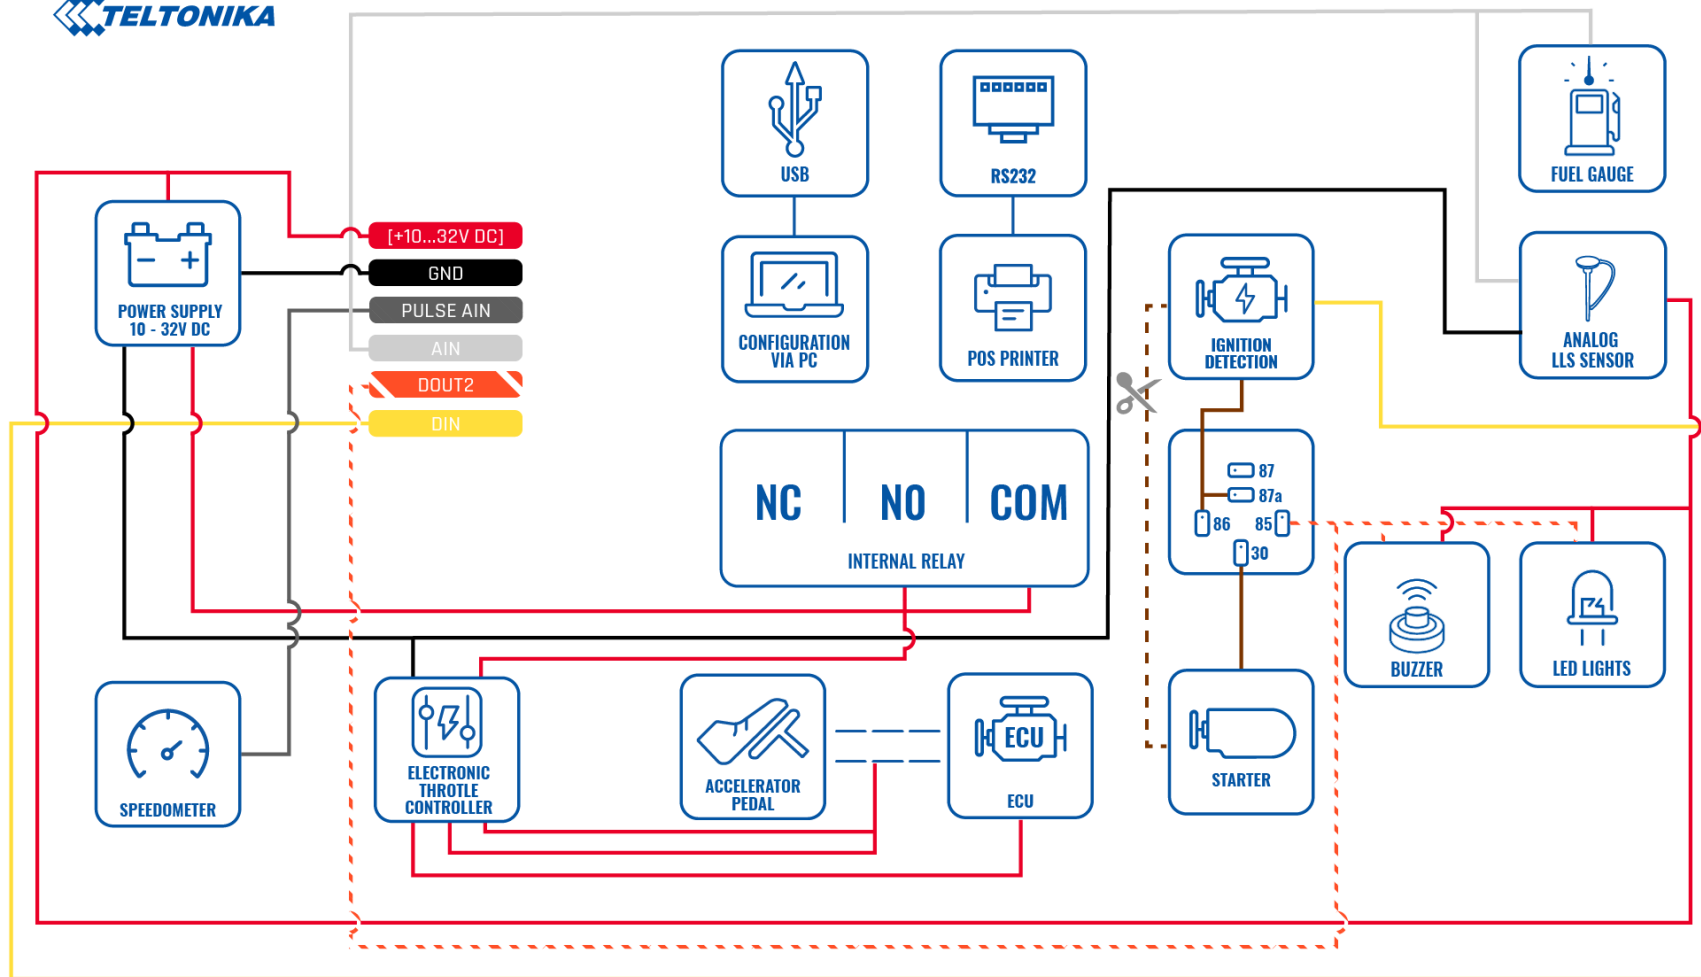 TELTONIKA
USB
RS232
FUEL GAUGE
[+10...32V DC]
GND
PULSE AIN
AIN
DOUT2
DIN
POWER SUPPLY
10 - 32V DC
CONFIGURATION
VIA PC
POS PRINTER
IGNITION
DETECTION
ANALOG
LLS SENSOR
NC
NO
COM
INTERNAL RELAY
87
87a
86
85
30
BUZZER
LED LIGHTS
SPEEDOMETER
ELECTRONIC
THROTLE
CONTROLLER
ACCELERATOR
PEDAL
ECU
ECU
STARTER